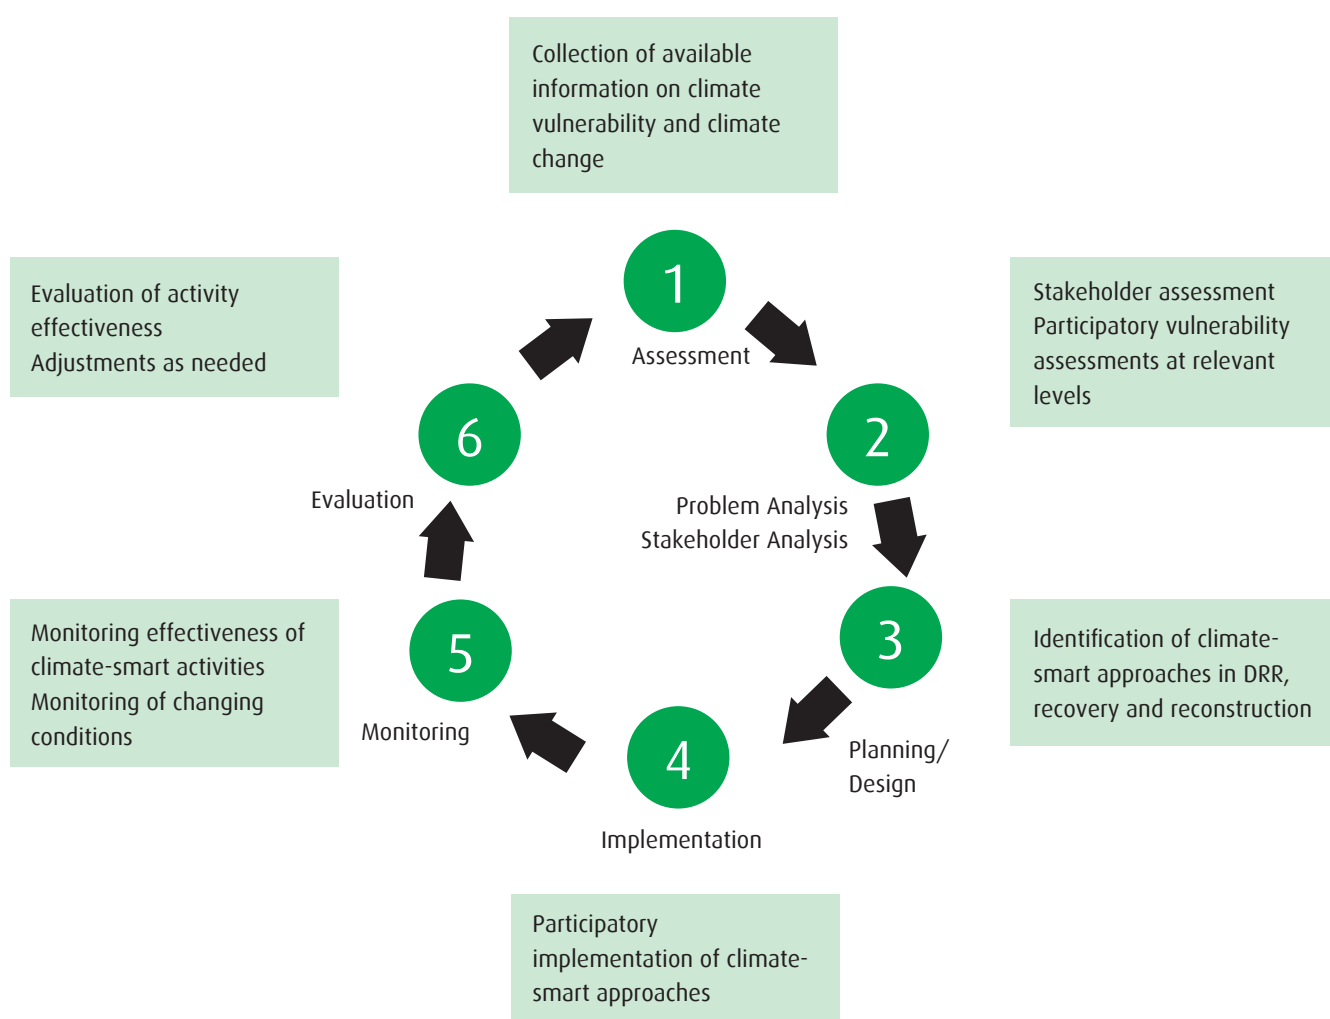 Collection of available
information on climate
vulnerability and climate
change
1
Assessment
Stakeholder assessment
Participatory vulnerability
assessments at relevant
levels
2
Problem Analysis
Stakeholder Analysis
Identification of climate-
smart approaches in DRR,
recovery and reconstruction
3
Planning/
Design
4
Implementation
Participatory
implementation of climate-
smart approaches
5
Monitoring
Monitoring effectiveness of
climate-smart activities
Monitoring of changing
conditions
6
Evaluation
Evaluation of activity
effectiveness
Adjustments as needed